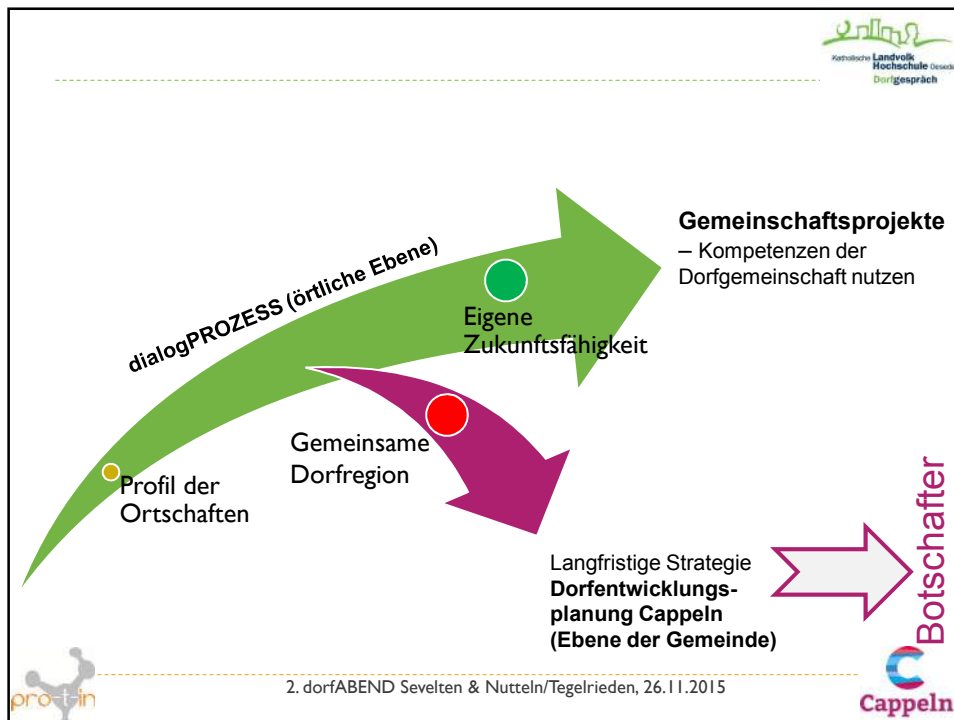 Katholische Landvolk
Hochschule Oesede
Dorfgespräch
dialogPROZESS (örtliche Ebene)
Gemeinschaftsprojekte
– Kompetenzen der
Dorfgemeinschaft nutzen
Eigene
Zukunftsfähigkeit
Gemeinsame
Dorfregion
Profil der
Ortschaften
Langfristige Strategie
Dorfentwicklungs-
planung Cappeln
(Ebene der Gemeinde)
Botschafter
pro-t-in
2. dorfABEND Sevelten & Nutteln/Tegelrieden, 26.11.2015
Cappeln